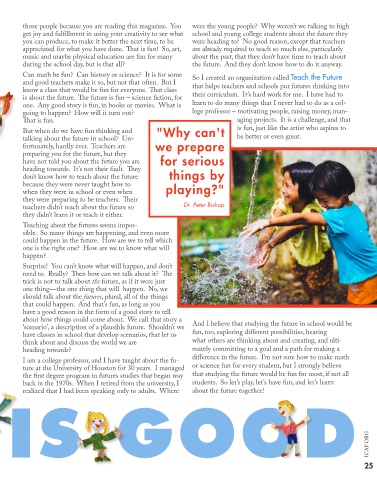 those people because you are reading this magazine. You
get joy and fulfillment in using your creativity to see what
you can produce, to make it better the next time, to be
appreciated for what you have done. That is fun! So, art,
music and maybe physical education are fun for many
during the school day, but is that all?
Can math be fun? Can history or science? It is for some
and good teachers make it so, but not that often. But I
know a class that would be fun for everyone. That class
is about the future. The future is fun – science fiction, for
one. Any good story is fun, in books or movies. What is
going to happen? How will it turn out?
That is fun.
But when do we have fun thinking and
talking about the future in school? Un-
fortunately, hardly ever. Teachers are
preparing you for the future, but they
have not told you about the future you are
heading towards. It's not their fault. They
don't know how to teach about the future
because they were never taught how to
when they were in school or even when
they were preparing to be teachers. Their
teachers didn't teach about the future so
they didn't learn it or teach it either.
Teaching about the futures seems impos-
sible. So many things are happening, and even more
could happen in the future. How are we to tell which
one is the right one? How are we to know what will
happen?
Surprise! You can't know what will happen, and don't
need to. Really? Then how can we talk about it? The
trick is not to talk about the future, as if it were just
one thing—the one thing that will happen. No, we
should talk about the futures, plural, all of the things
that could happen. And that's fun, as long as you
have a good reason in the form of a good story to tell
about how things could come about. We call that story a
'scenario', a description of a plausible future. Shouldn't we
have classes in school that develop scenarios, that let us
think about and discuss the world we are
heading towards?
I am a college professor, and I have taught about the fu-
ture at the University of Houston for 30 years. I managed
the first degree program in futures studies that began way
back in the 1970s. When I retired from the university, I
realized that I had been speaking only to adults. Where
were the young people? Why weren't we talking to high
school and young college students about the future they
were heading to? No good reason, except that teachers
are already required to teach so much else, particularly
about the past, that they don't have time to teach about
the future. And they don't know how to do it anyway.
So I created an organization called Teach the Future
that helps teachers and schools put futures thinking into
their curriculum. It's hard work for me. I have had to
learn to do many things that I never had to do as a col-
lege professor – motivating people, raising money, man-
aging projects. It is a challenge, and that
is fun, just like the artist who aspires to
be better or even great.
"Why can't
we prepare
for serious
things by
playing?"
Dr. Peter Bishop
And I believe that studying the future in school would be
fun, too, exploring different possibilities, hearing
what others are thinking about and creating, and ulti-
mately committing to a goal and a path for making a
difference in the future. I'm not sure how to make math
or science fun for every student, but I strongly believe
that studying the future would be fun for most, if not all
students. So let's play, let's have fun, and let's learn
about the future together!
IS GOOD
ICAF.ORG
25